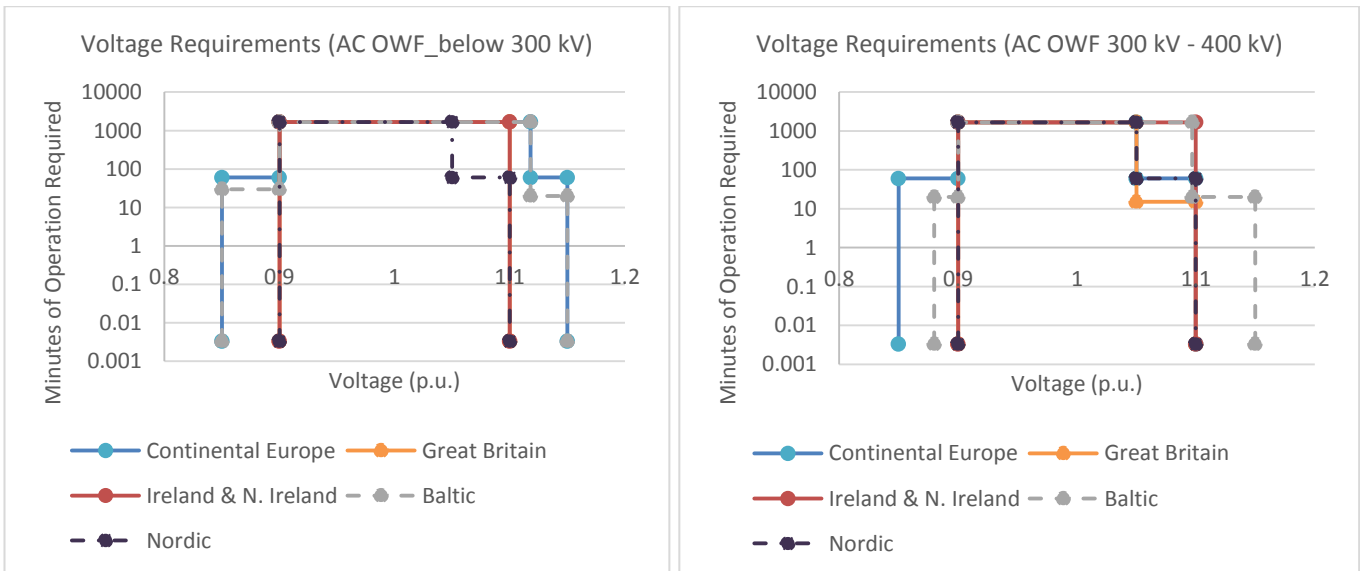 Voltage Requirements (AC OWF_below 300 kV)
Minutes of Operation Required
10000
1000
100
10
1
0.1
0.01
0.001
0.8
0.9
1
1.1
1.2
Voltage (p.u.)
Continental Europe
Great Britain
Ireland & N. Ireland
Baltic
Nordic
Voltage Requirements (AC OWF 300 kV - 400 kV)
Minutes of Operation Required
10000
1000
100
10
1
0.1
0.01
0.001
0.8
0.9
1
1.1
1.2
Voltage (p.u.)
Continental Europe
Great Britain
Ireland & N. Ireland
Baltic
Nordic